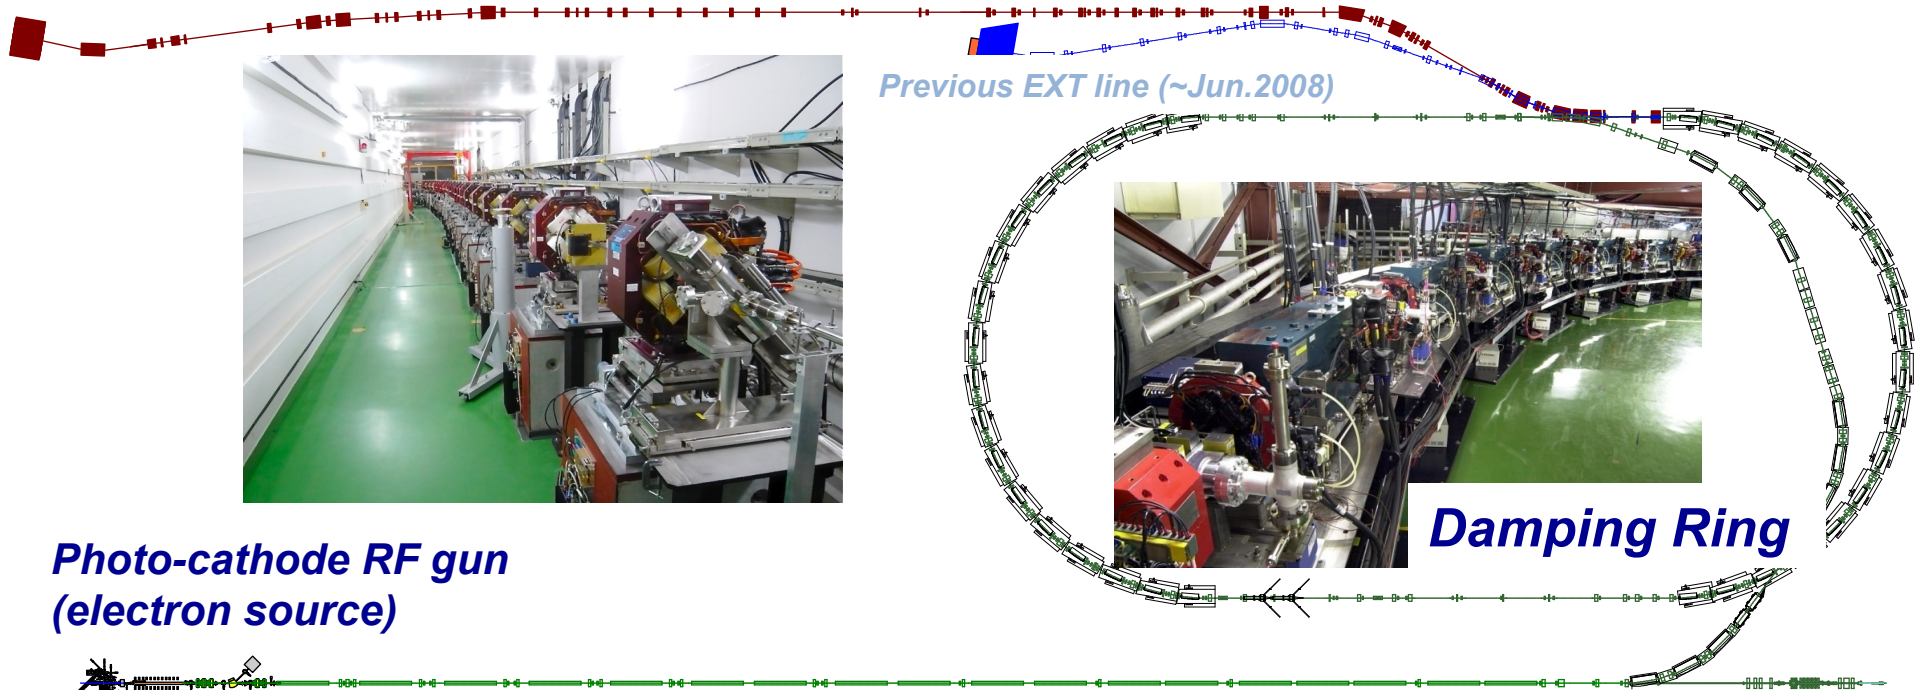 Previous EXT line (~Jun.2008)
Damping Ring
Photo-cathode RF gun
(electron source)